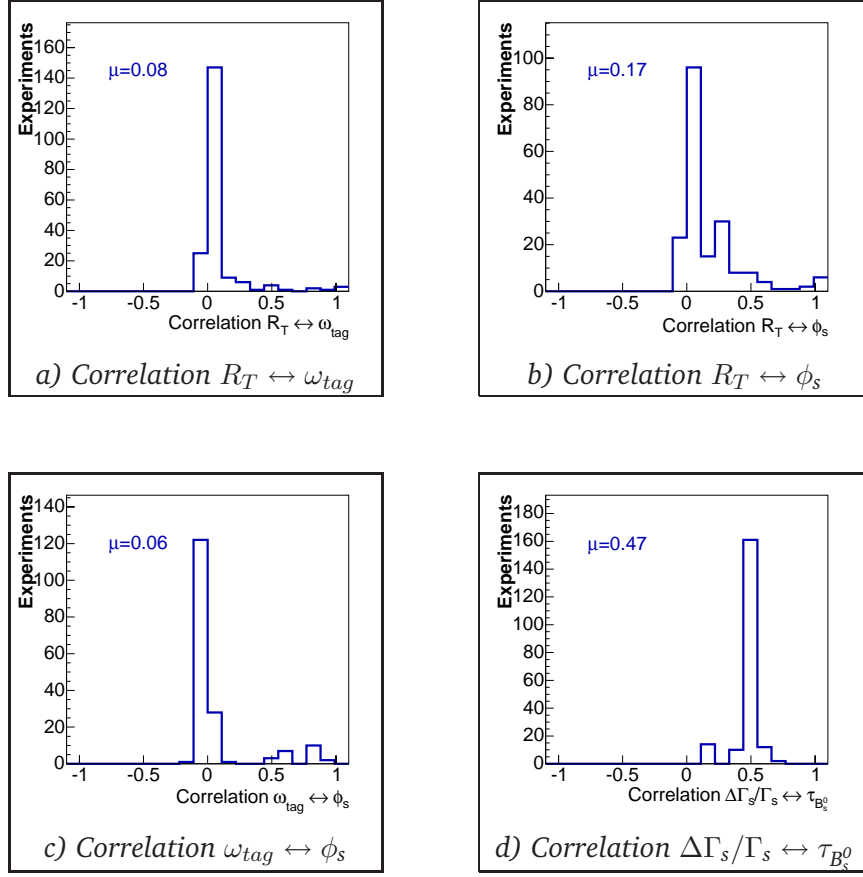 Experiments
160
140
120
100
80
60
40
20
0
μ=0.08
-1 -0.5 0 0.5 1
Correlation R_T ↔ ω_tag
a) Correlation R_T ↔ ω_tag
Experiments
100
80
60
40
20
0
μ=0.17
-1 -0.5 0 0.5 1
Correlation R_T ↔ ϕ_s
b) Correlation R_T ↔ ϕ_s
Experiments
140
120
100
80
60
40
20
0
μ=0.06
-1 -0.5 0 0.5 1
Correlation ω_tag ↔ ϕ_s
c) Correlation ω_tag ↔ ϕ_s
Experiments
180
160
140
120
100
80
60
40
20
0
μ=0.47
-1 -0.5 0 0.5 1
Correlation ΔΓ_s/Γ_s ↔ τ_{B_s^0}
d) Correlation ΔΓ_s/Γ_s ↔ τ_{B_s^0}